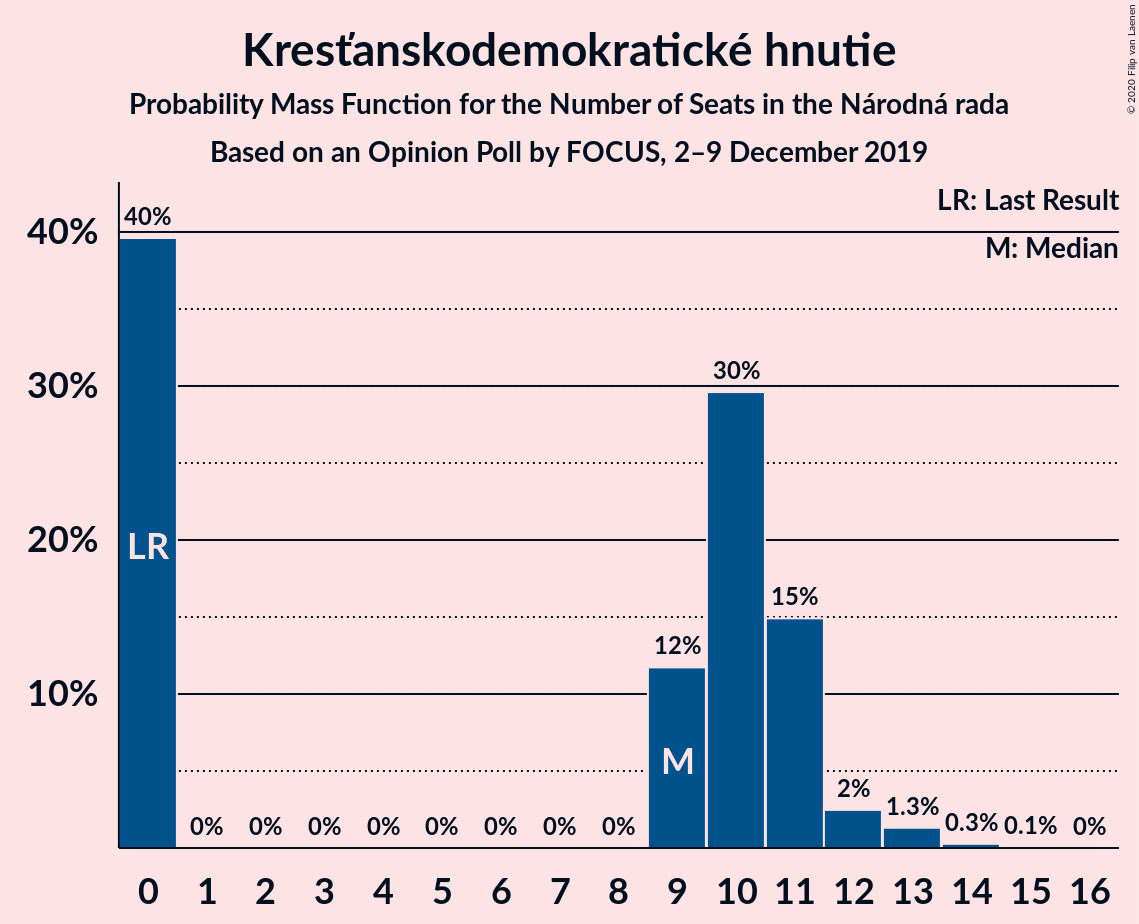 Kresťanskodemokratické hnutie
Probability Mass Function for the Number of Seats in the Národná rada
Based on an Opinion Poll by FOCUS, 2–9 December 2019
© 2020 Filip van Laenen
LR: Last Result
M: Median
40%
30%
20%
10%
40%
0%
0%
0%
0%
0%
0%
0%
0%
12%
30%
15%
2%
1.3%
0.3%
0.1%
0%
LR
M
0 1 2 3 4 5 6 7 8 9 10 11 12 13 14 15 16